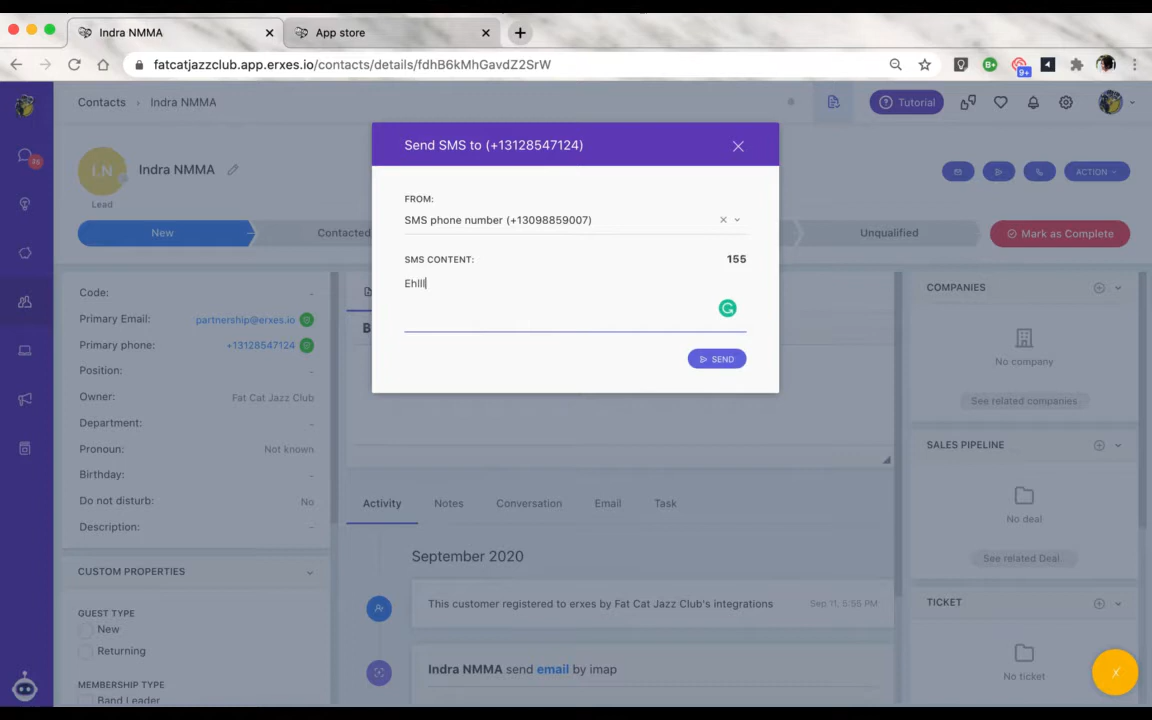 Indra NMMA
App store
fatcatjazzclub.app.erxes.io/contacts/details/fdhB6kMhGavdZ2SrW
9+
Contacts
Indra NMMA
Tutorial
Send SMS to (+13128547124)
FROM:
SMS phone number (+13098859007)
SMS CONTENT:
155
Ehlll
SEND
Indra NMMA
Lead
ACTION
New
Contacted
Unqualified
Mark as Complete
Code:
-
Primary Email:
partnership@erxes.io
Primary phone:
+13128547124
Position:
-
Owner:
Fat Cat Jazz Club
Department:
-
Pronoun:
Not known
Birthday:
-
Do not disturb:
No
Description:
-
CUSTOM PROPERTIES
GUEST TYPE
New
Returning
MEMBERSHIP TYPE
Band Leader
B
Activity
Notes
Conversation
Email
Task
September 2020
This customer registered to erxes by Fat Cat Jazz Club's integrations
Sep 11, 5:55 PM
Indra NMMA send email by imap
COMPANIES
No company
See related companies
SALES PIPELINE
No deal
See related Deal
TICKET
No ticket